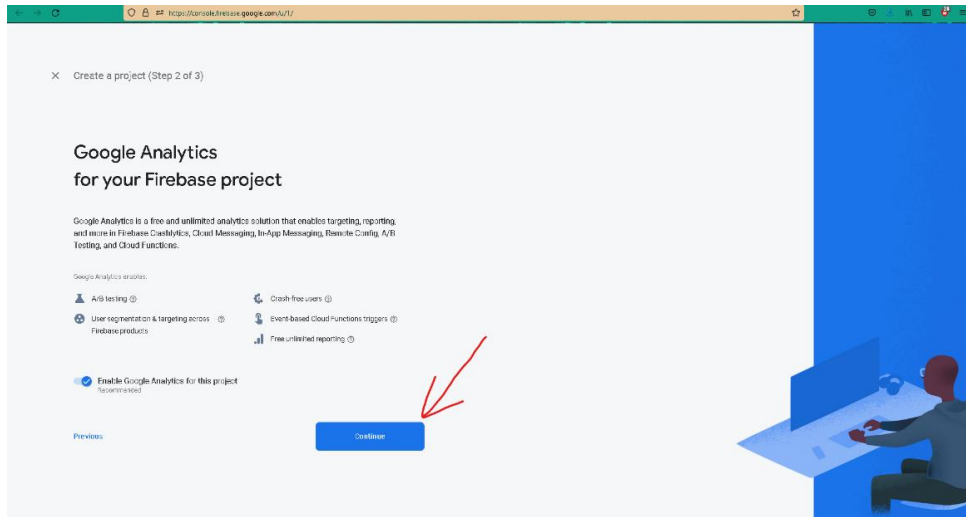 https://console.firebase.google.com/u/1/
Create a project (Step 2 of 3)
Google Analytics
for your Firebase project
Google Analytics is a free and unlimited analytics solution that enables targeting, reporting,
and more in Firebase Crashlytics, Cloud Messaging, In-App Messaging, Remote Config, A/B
Testing, and Cloud Functions.
Google Analytics enables:
A/B testing
Crash-free users
User segmentation & targeting across
Firebase products
Event-based Cloud Functions triggers
Free unlimited reporting
Enable Google Analytics for this project
Recommended
Previous
Continue